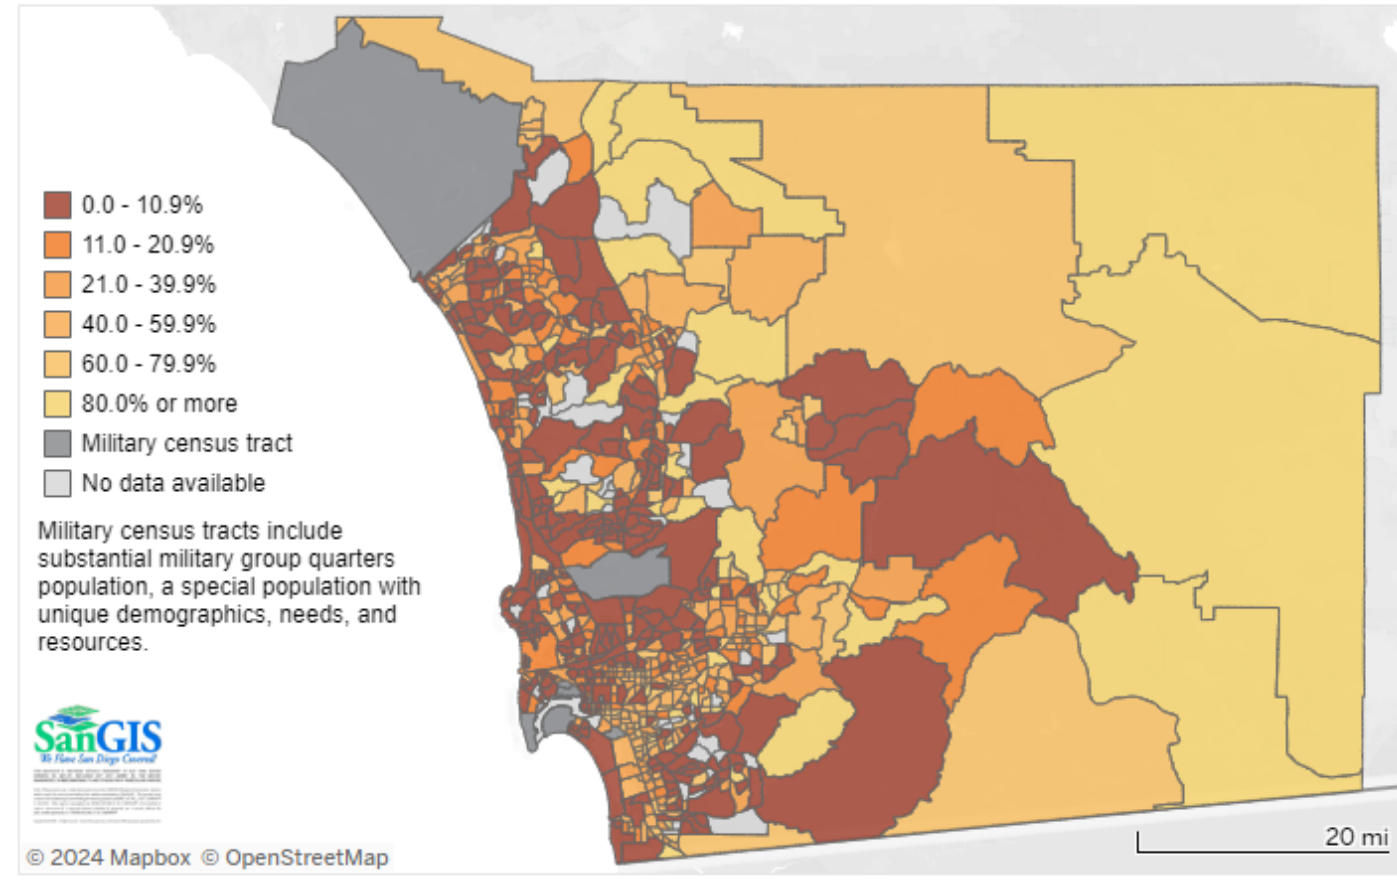 0.0 - 10.9%
11.0 - 20.9%
21.0 - 39.9%
40.0 - 59.9%
60.0 - 79.9%
80.0% or more
Military census tract
No data available
Military census tracts include
substantial military group quarters
population, a special population with
unique demographics, needs, and
resources.
SanGIS
We Have San Diego Covered!
© 2024 Mapbox © OpenStreetMap
20 mi